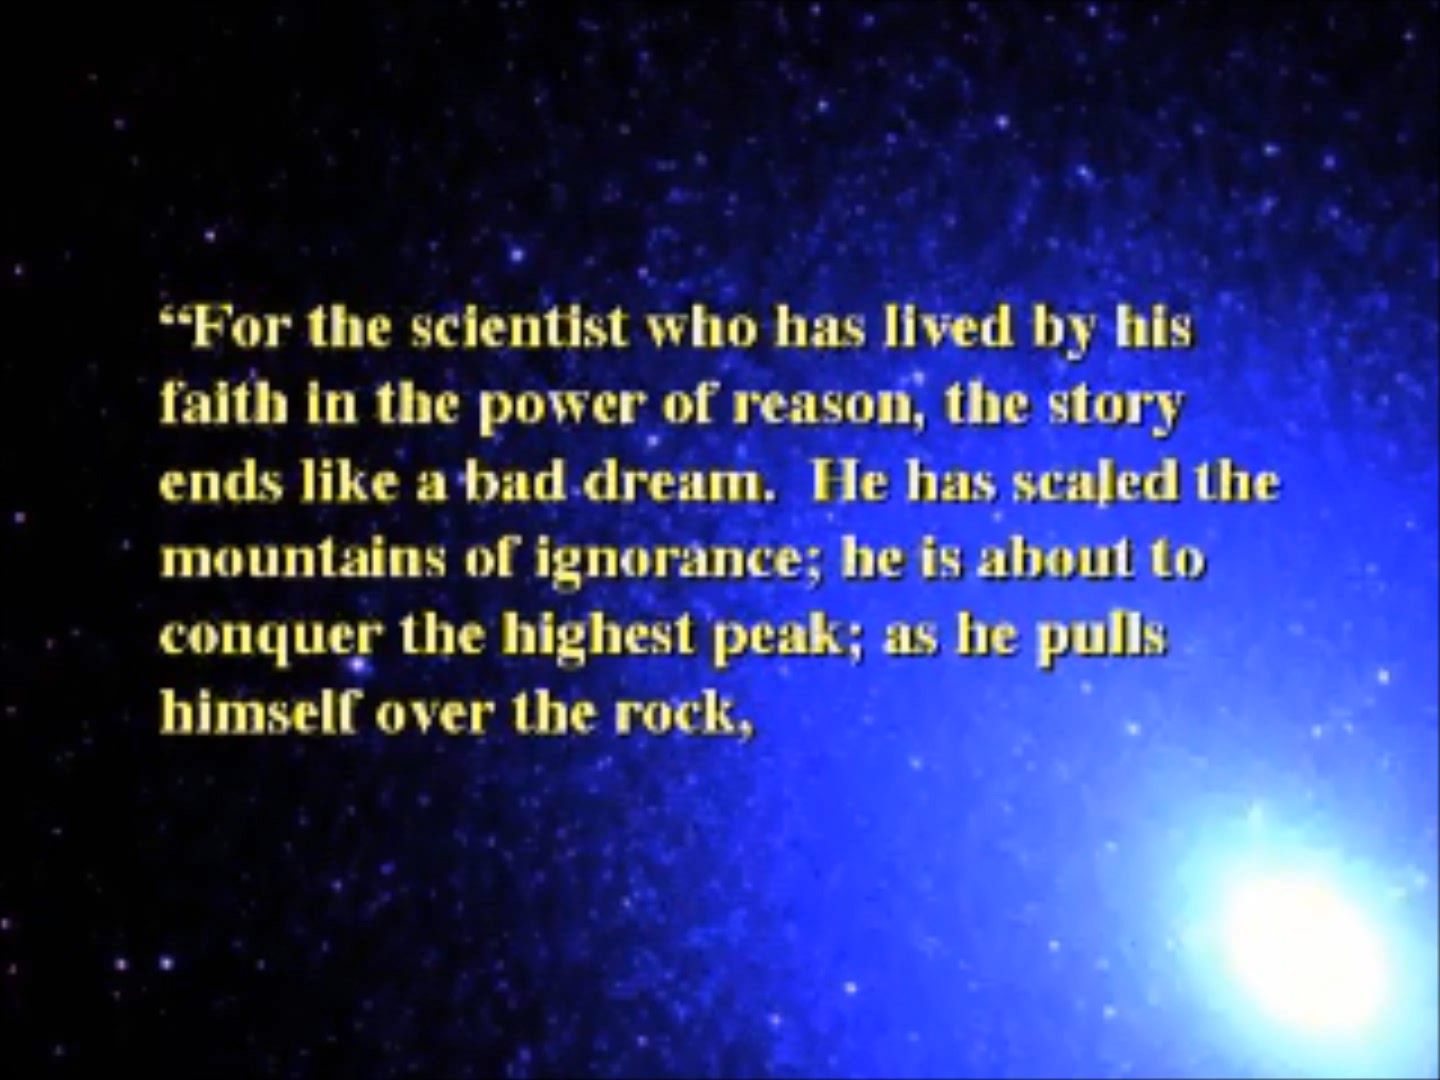 “For the scientist who has lived by his
faith in the power of reason, the story
ends like a bad dream.  He has scaled the
mountains of ignorance; he is about to
conquer the highest peak; as he pulls
himself over the rock,